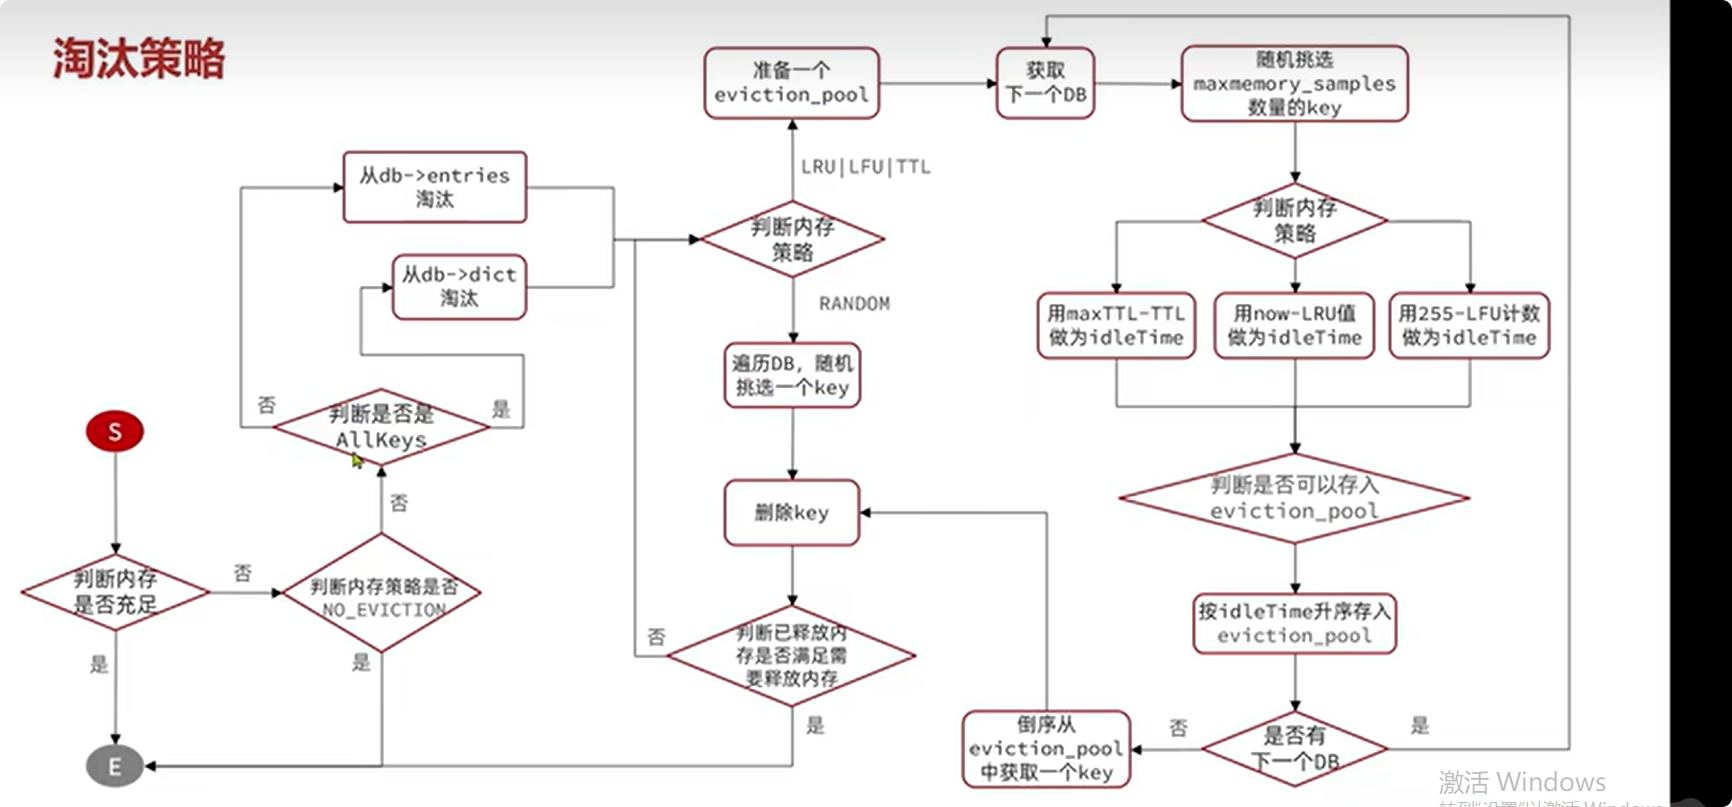 淘汰策略
准备一个
eviction_pool
获取
下一个DB
随机挑选
maxmemory_samples
数量的key
LRU|LFU|TTL
从db->entries
淘汰
判断内存
策略
判断内存
策略
从db->dict
淘汰
RANDOM
用maxTTL-TTL
做为idleTime
用now-LRU值
做为idleTime
用255-LFU计数
做为idleTime
遍历DB，随机
挑选一个key
否
判断是否是
AllKeys
是
S
判断是否可以存入
eviction_pool
否
删除key
判断内存
是否充足
否
判断内存策略是否
NO_EVICTION
按idleTime升序存入
eviction_pool
否
判断已释放内
存是否满足需
要释放内存
是
是
是
倒序从
eviction_pool
中获取一个key
否
是否有
下一个DB
是
E
激活 Windows